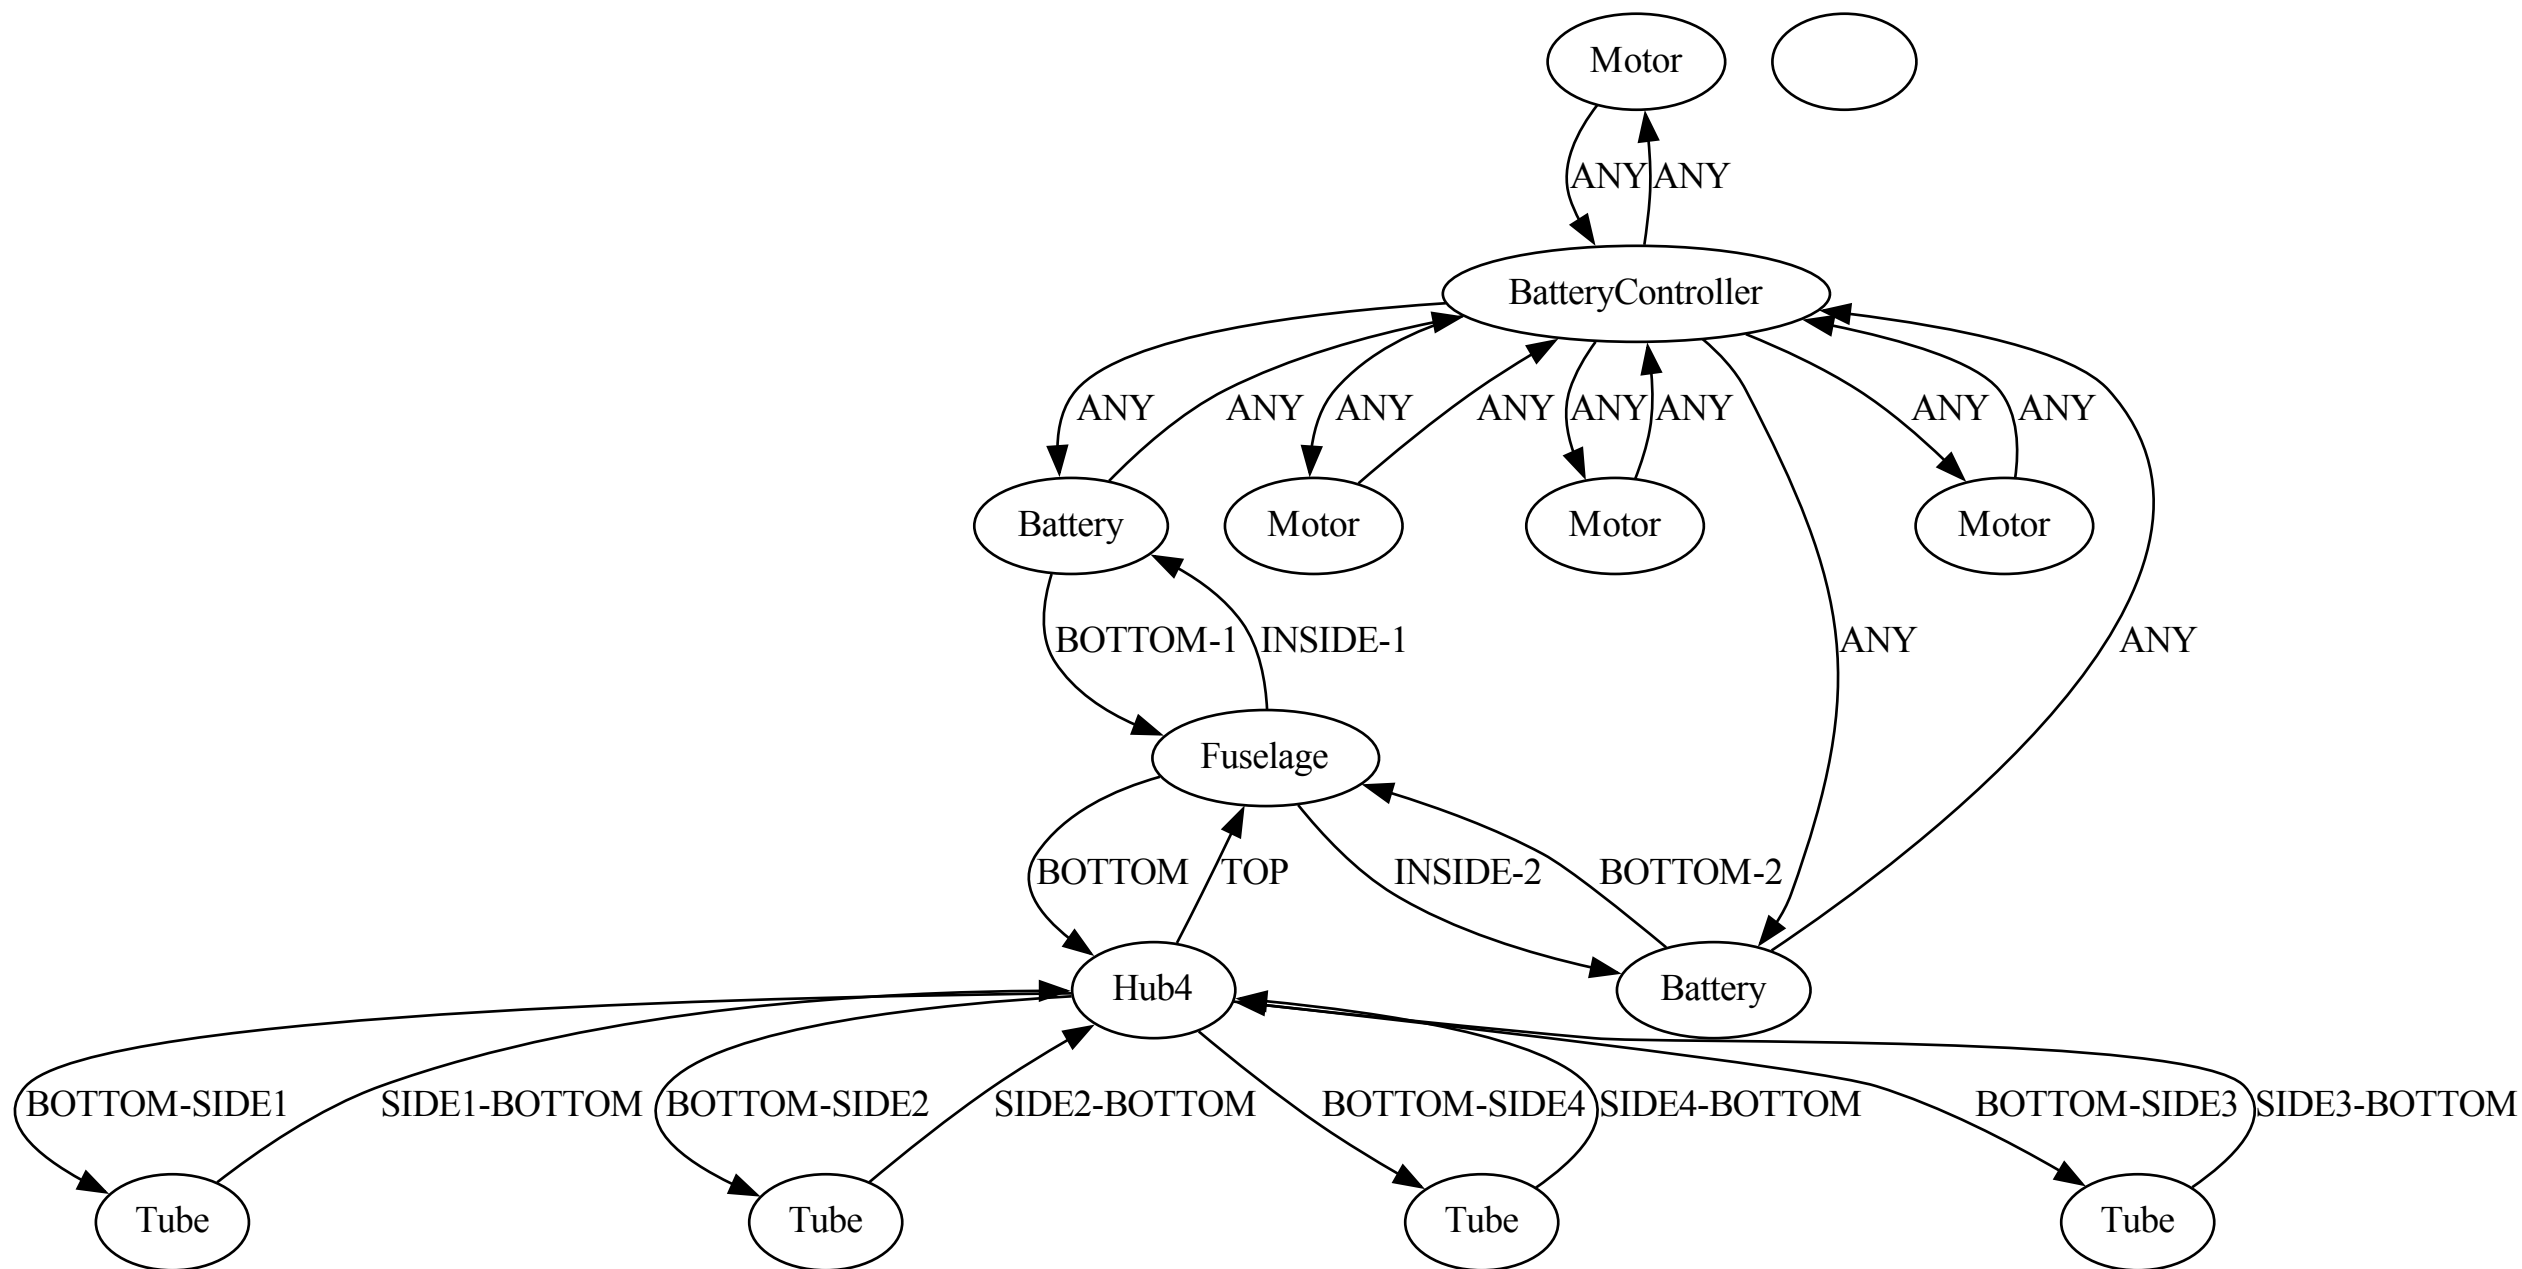 Motor
ANY ANY
BatteryController
ANY ANY ANY ANY ANY ANY ANY ANY
Battery Motor Motor Motor
BOTTOM-1 INSIDE-1 ANY ANY
Fuselage
BOTTOM TOP INSIDE-2 BOTTOM-2
Hub4 Battery
BOTTOM-SIDE1 SIDE1-BOTTOM BOTTOM-SIDE2 SIDE2-BOTTOM BOTTOM-SIDE4 SIDE4-BOTTOM BOTTOM-SIDE3 SIDE3-BOTTOM
Tube Tube Tube Tube